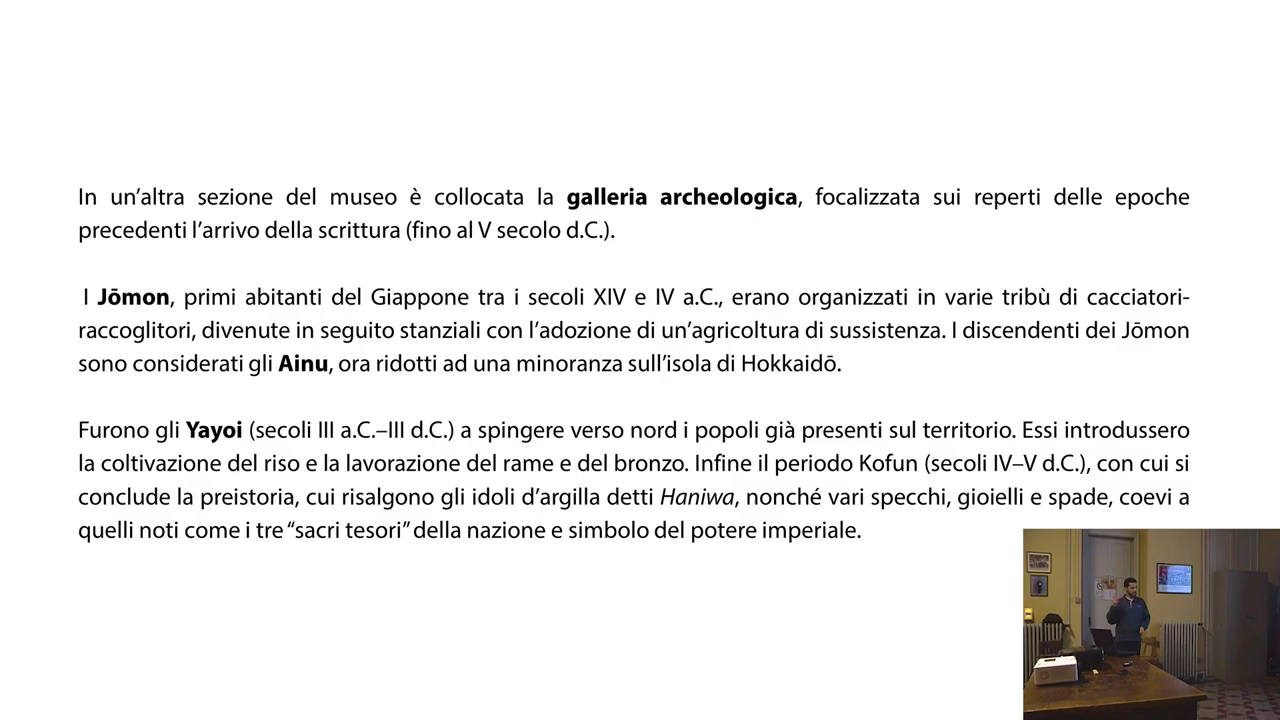 In un’altra sezione del museo è collocata la galleria archeologica, focalizzata sui reperti delle epoche
precedenti l’arrivo della scrittura (fino al V secolo d.C.).
I Jōmon, primi abitanti del Giappone tra i secoli XIV e IV a.C., erano organizzati in varie tribù di cacciatori-
raccoglitori, divenute in seguito stanziali con l’adozione di un’agricoltura di sussistenza. I discendenti dei Jōmon
sono considerati gli Ainu, ora ridotti ad una minoranza sull’isola di Hokkaidō.
Furono gli Yayoi (secoli III a.C.–III d.C.) a spingere verso nord i popoli già presenti sul territorio. Essi introdussero
la coltivazione del riso e la lavorazione del rame e del bronzo. Infine il periodo Kofun (secoli IV–V d.C.), con cui si
conclude la preistoria, cui risalgono gli idoli d’argilla detti Haniwa, nonché vari specchi, gioielli e spade, coevi a
quelli noti come i tre “sacri tesori” della nazione e simbolo del potere imperiale.